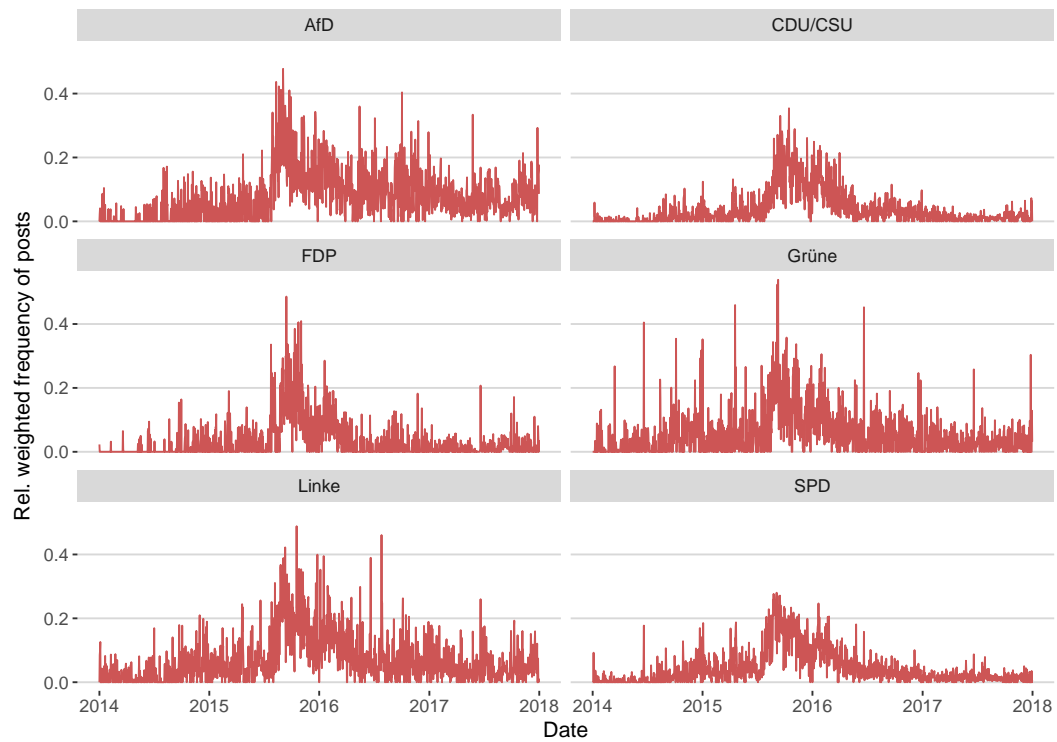 AfD
CDU/CSU
0.4
0.2
0.0
FDP
Grüne
0.4
0.2
0.0
Linke
SPD
0.4
0.2
0.0
2014 2015 2016 2017 2018
2014 2015 2016 2017 2018
Date
Rel. weighted frequency of posts